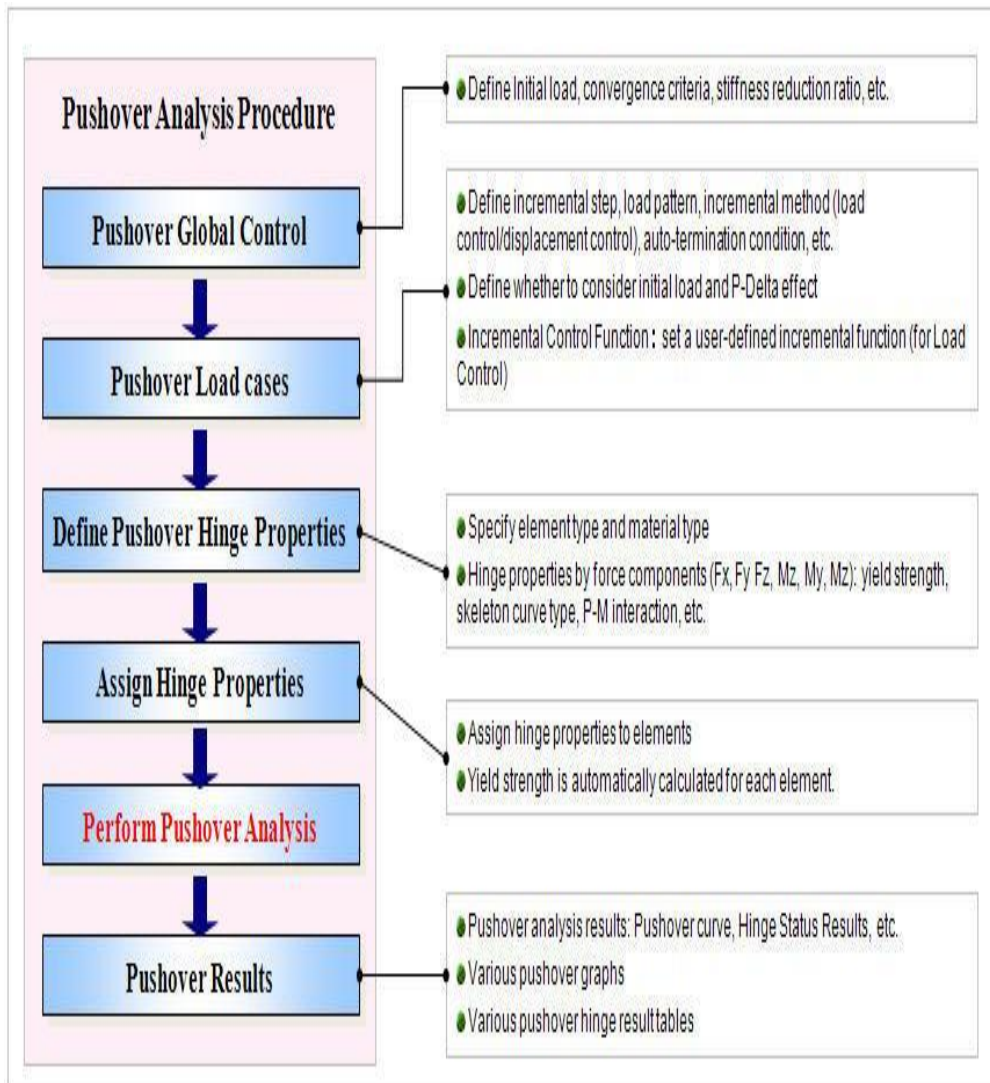 Pushover Analysis Procedure
Pushover Global Control
Define Initial load, convergence criteria, stiffness reduction ratio, etc.
Pushover Load cases
Define incremental step, load pattern, incremental method (load
control/displacement control), auto-termination condition, etc.
Define whether to consider initial load and P-Delta effect
Incremental Control Function : set a user-defined incremental function (for Load
Control)
Define Pushover Hinge Properties
Specify element type and material type
Hinge properties by force components (Fx, Fy Fz, Mz, My, Mz): yield strength,
skeleton curve type, P-M interaction, etc.
Assign Hinge Properties
Assign hinge properties to elements
Yield strength is automatically calculated for each element.
Perform Pushover Analysis
Pushover Results
Pushover analysis results: Pushover curve, Hinge Status Results, etc.
Various pushover graphs
Various pushover hinge result tables